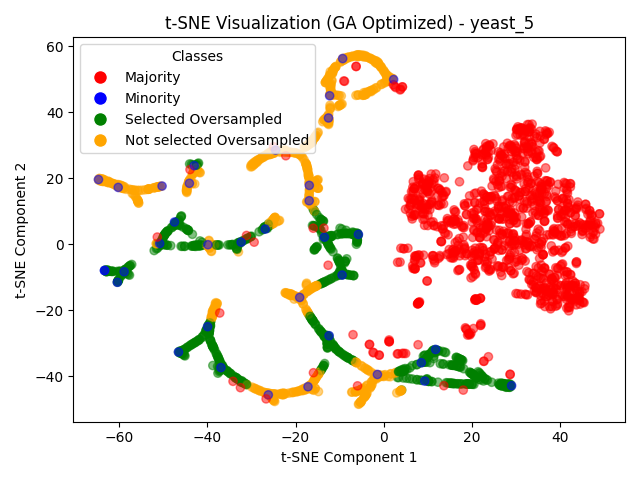 t-SNE Visualization (GA Optimized) - yeast_5
Classes
Majority
Minority
Selected Oversampled
Not selected Oversampled
60
40
20
0
−20
−40
t-SNE Component 2
−60 −40 −20 0 20 40
t-SNE Component 1